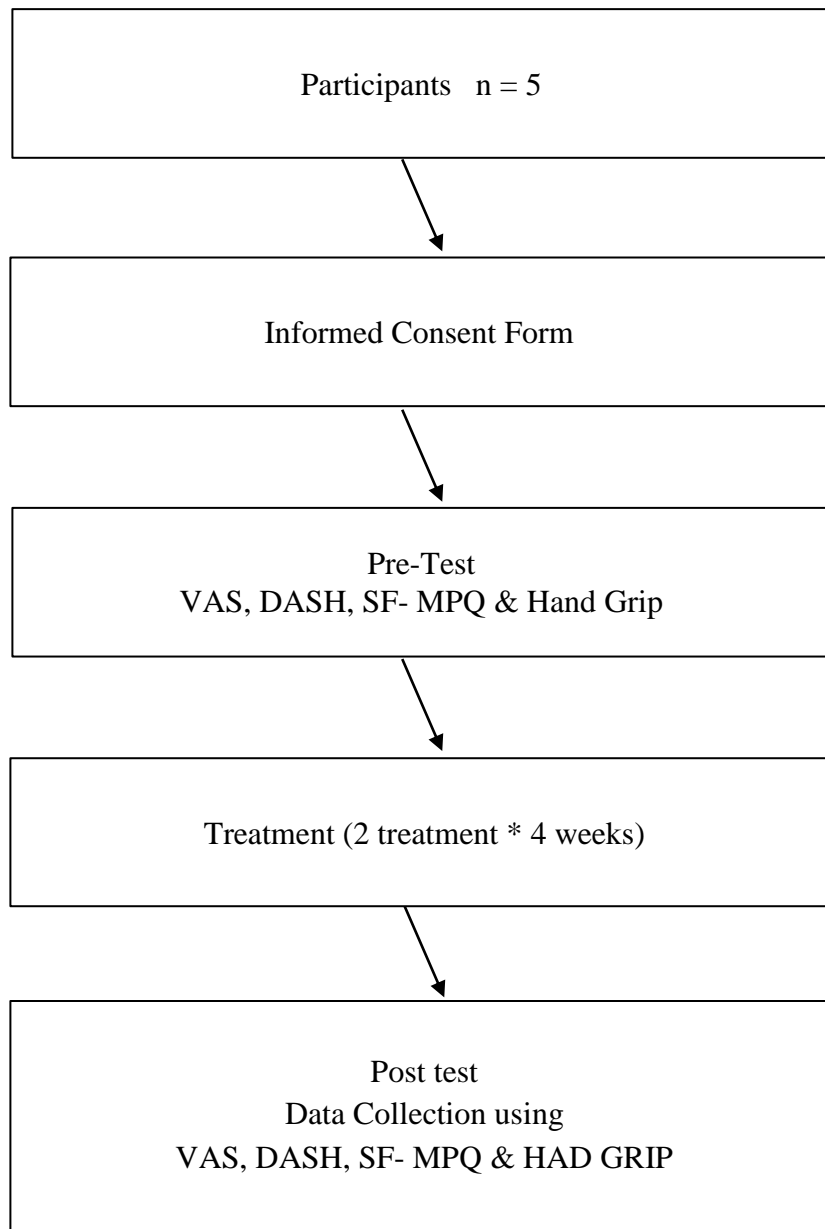 Participants n = 5
Informed Consent Form
Pre-Test
VAS, DASH, SF- MPQ & Hand Grip
Treatment (2 treatment * 4 weeks)
Post test
Data Collection using
VAS, DASH, SF- MPQ & HAD GRIP